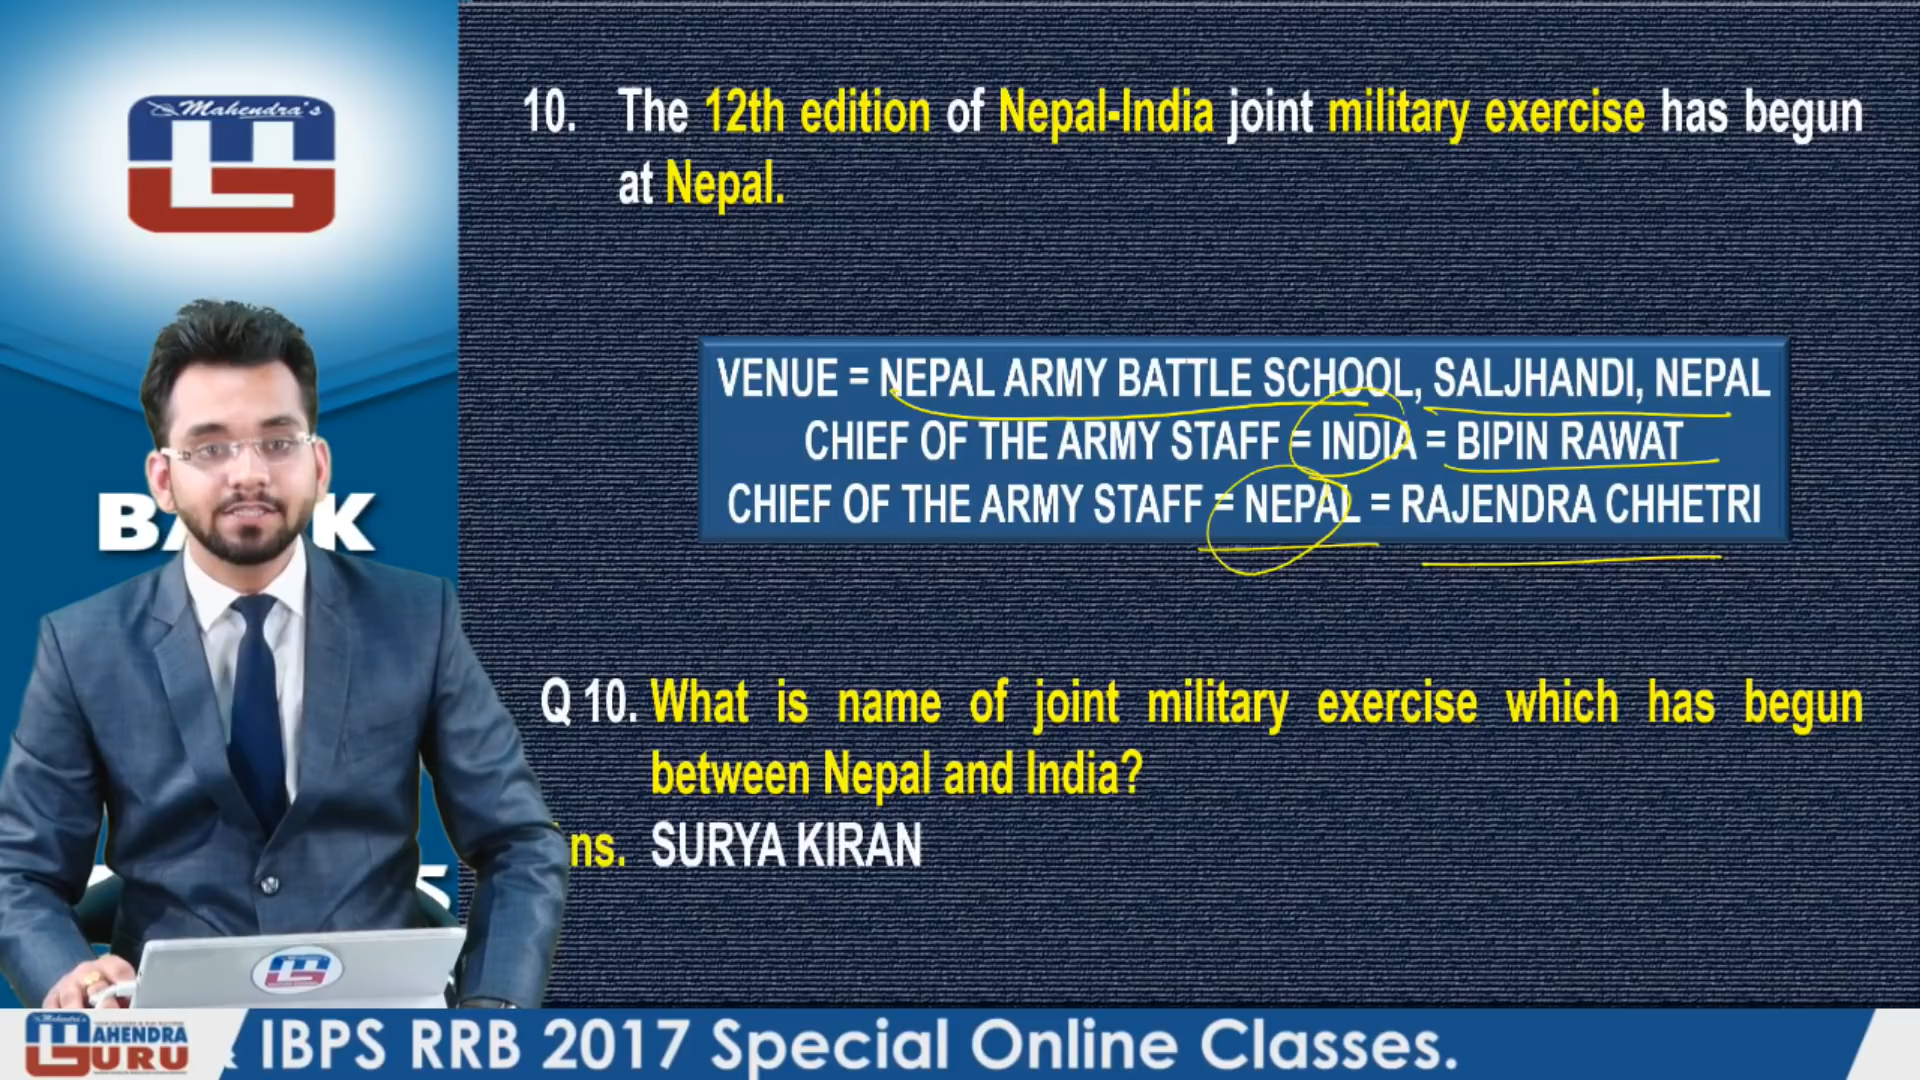 Mahendra's
10. The 12th edition of Nepal-India joint military exercise has begun
at Nepal.
VENUE = NEPAL ARMY BATTLE SCHOOL, SALJHANDI, NEPAL
CHIEF OF THE ARMY STAFF = INDIA = BIPIN RAWAT
CHIEF OF THE ARMY STAFF = NEPAL = RAJENDRA CHHETRI
Q 10. What is name of joint military exercise which has begun
between Nepal and India?
ns. SURYA KIRAN
MAHENDRA
GURU
IBPS RRB 2017 Special Online Classes.